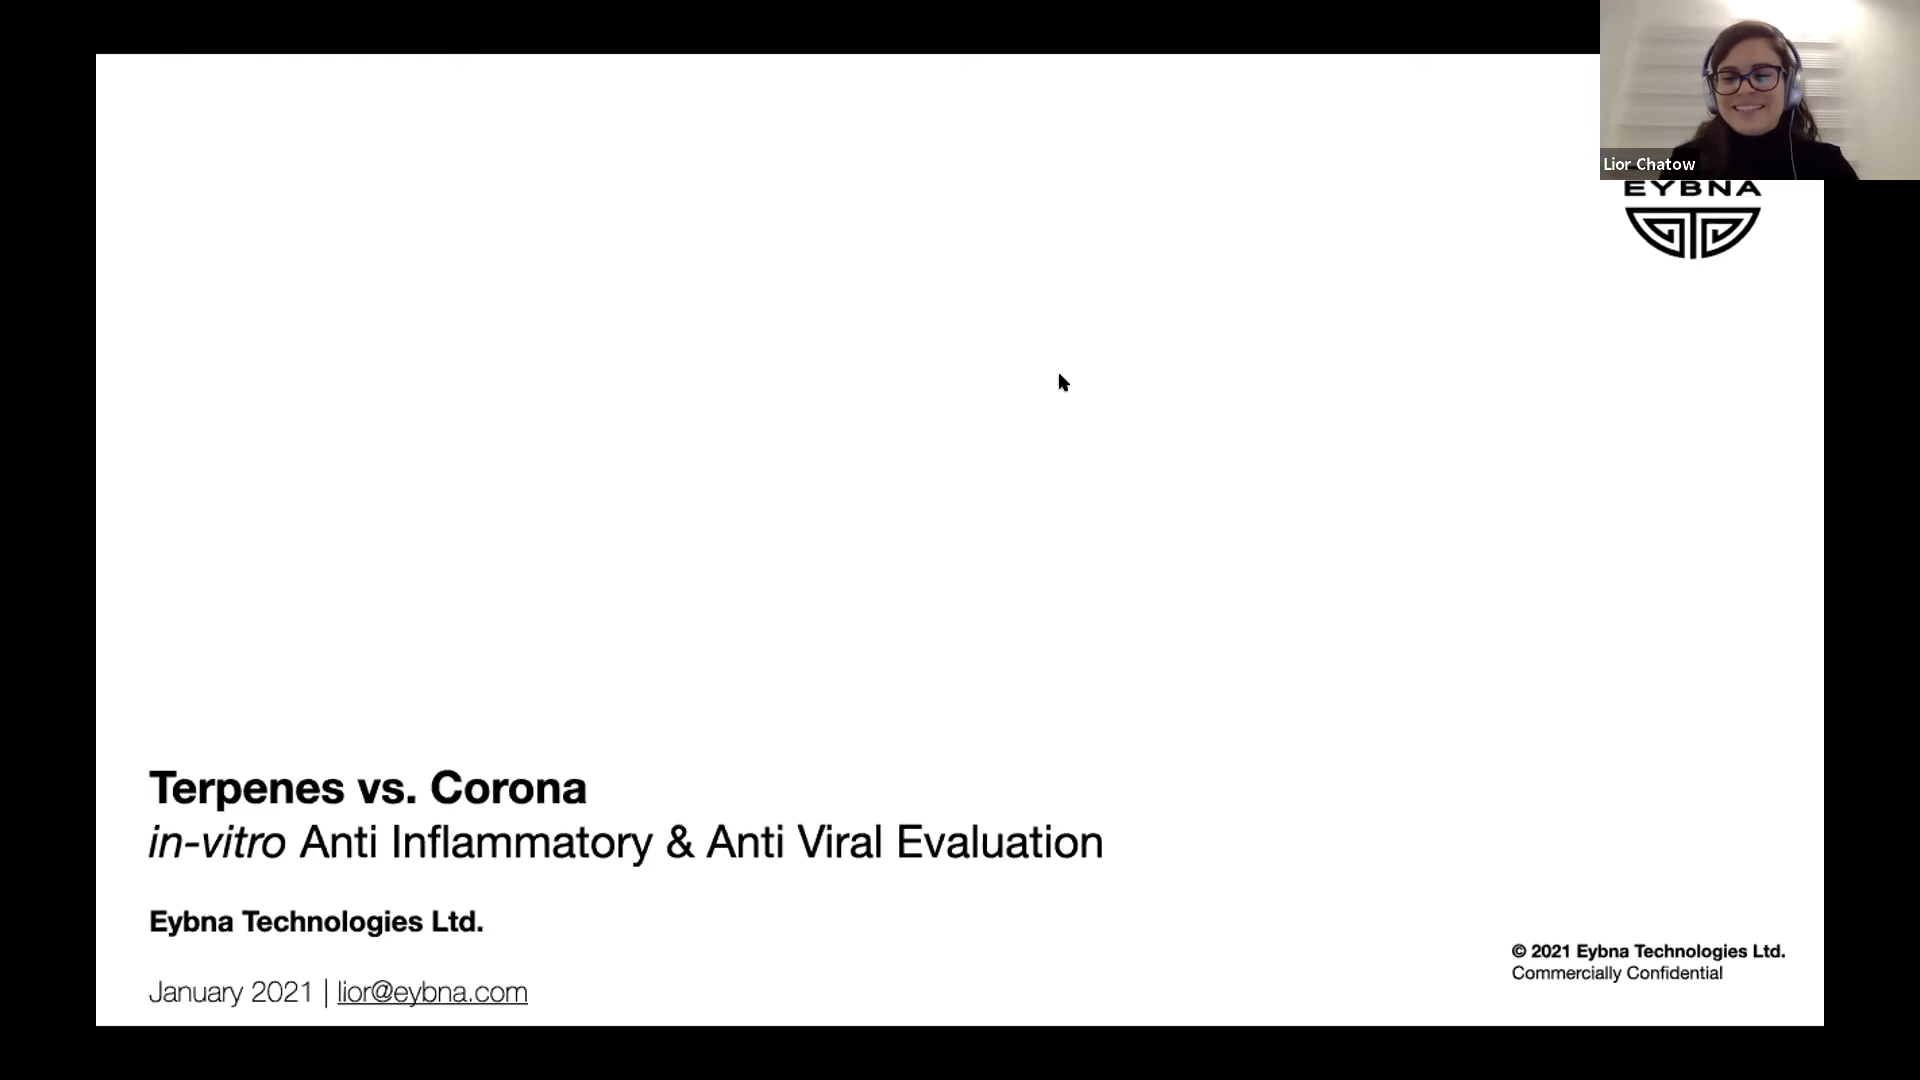 Lior Chatow
EYBNA
Terpenes vs. Corona
in-vitro Anti Inflammatory & Anti Viral Evaluation
Eybna Technologies Ltd.
January 2021 | lior@eybna.com
© 2021 Eybna Technologies Ltd.
Commercially Confidential